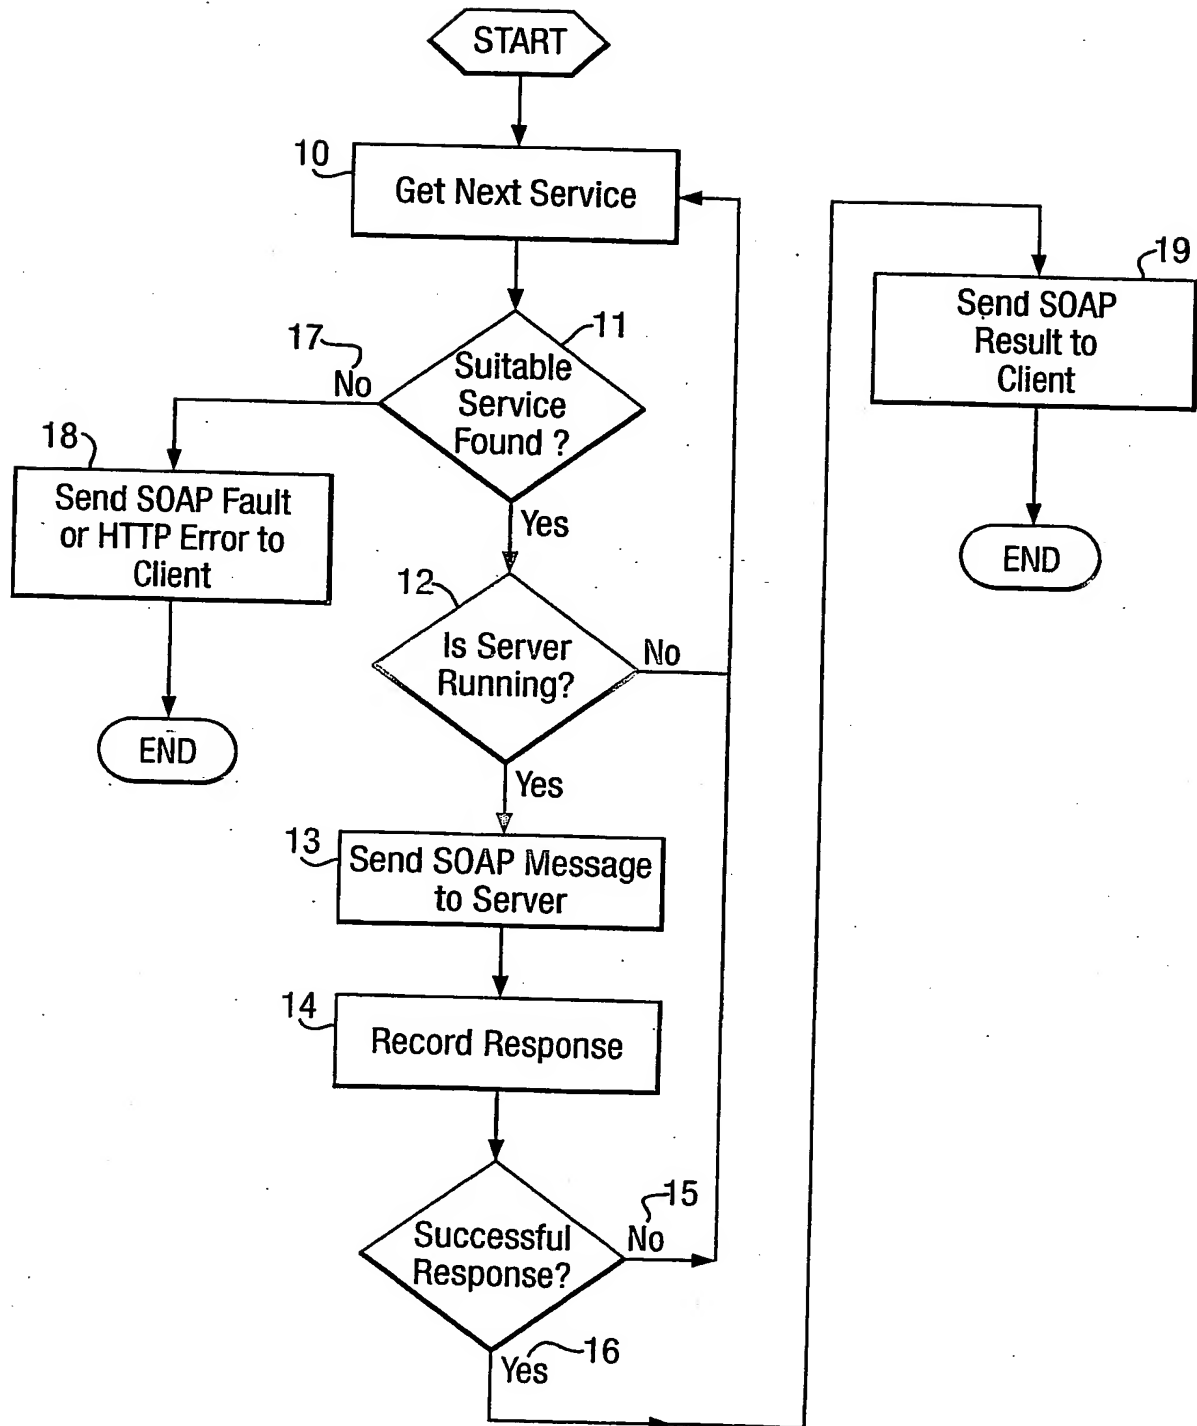 START
10
Get Next Service
11
Suitable
Service
Found ?
17
No
Yes
18
Send SOAP Fault
or HTTP Error to
Client
END
12
Is Server
Running?
No
Yes
13
Send SOAP Message
to Server
14
Record Response
Successful
Response?
15
No
Yes
16
19
Send SOAP
Result to
Client
END